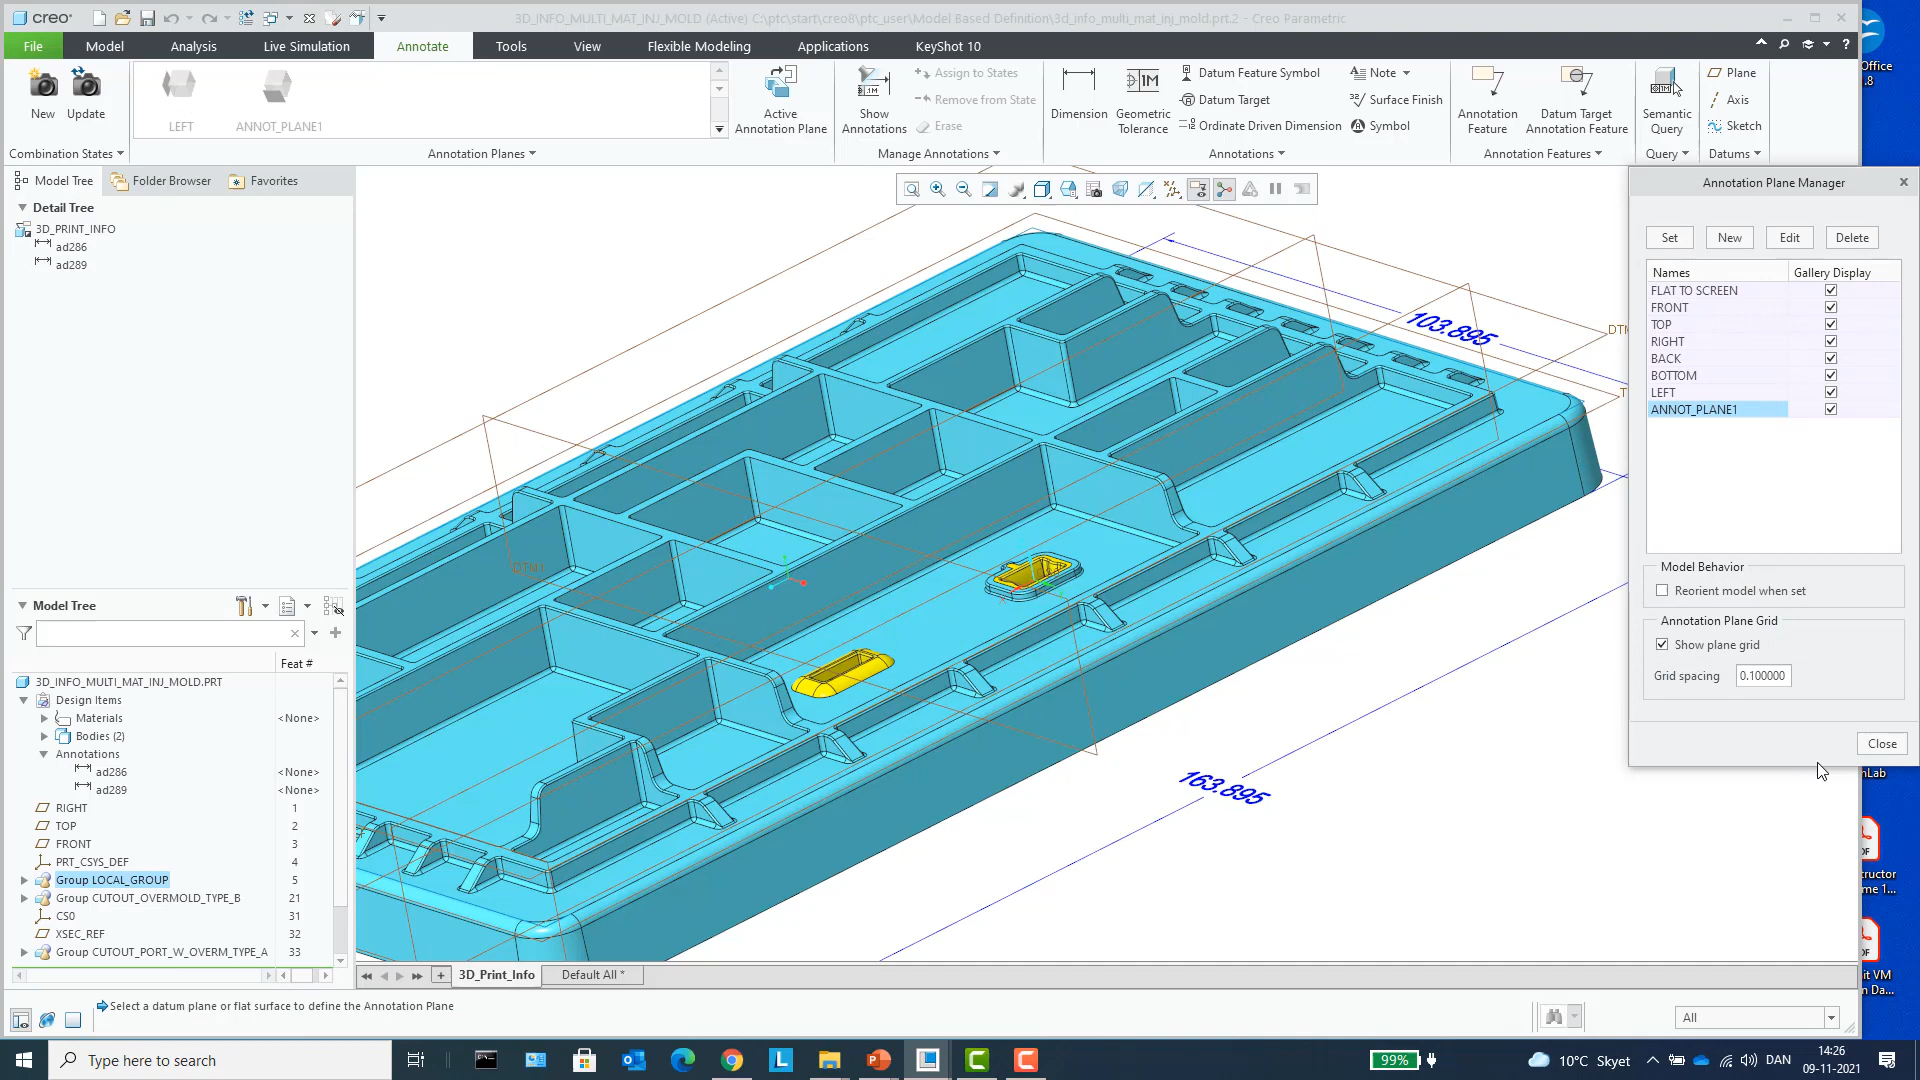 creo
3D_INFO_MULTI_MAT_INJ_MOLD (Active) C:\ptc\start\creo8\ptc_user\Model Based Definition\3d_info_multi_mat_inj_mold.prt.2 - Creo Parametric
File Model Analysis Live Simulation Annotate Tools View Flexible Modeling Applications KeyShot 10
Office
.8
New Update
LEFT ANNOT_PLANE1
Active Annotation Plane
Show Annotations
Assign to States
Remove from State
Erase
Dimension
Geometric Tolerance
Datum Feature Symbol
Datum Target
Ordinate Driven Dimension
Note
Surface Finish
Symbol
Annotation Feature
Datum Target Annotation Feature
Semantic Query
Plane
Axis
Sketch
Combination States Annotation Planes Manage Annotations Annotations Annotation Features Query Datums
Model Tree Folder Browser Favorites
Detail Tree
3D_PRINT_INFO
ad286
ad289
Model Tree
Feat #
3D_INFO_MULTI_MAT_INJ_MOLD.PRT
Design Items
Materials <None>
Bodies (2)
Annotations
ad286 <None>
ad289 <None>
RIGHT 1
TOP 2
FRONT 3
PRT_CSYS_DEF 4
Group LOCAL_GROUP 5
Group CUTOUT_OVERMOLD_TYPE_B 21
CS0 31
XSEC_REF 32
Group CUTOUT_PORT_W_OVERM_TYPE_A 33
103.895
163.895
DTM1
Annotation Plane Manager
Set New Edit Delete
Names Gallery Display
FLAT TO SCREEN
FRONT
TOP
RIGHT
BACK
BOTTOM
LEFT
ANNOT_PLANE1
Model Behavior
Reorient model when set
Annotation Plane Grid
Show plane grid
Grid spacing 0.100000
Close
nLab
structor
me 1...
it VM
n Da...
3D_Print_Info Default All *
Select a datum plane or flat surface to define the Annotation Plane
All
Type here to search
99%
10°C Skyet
DAN
14:26
09-11-2021